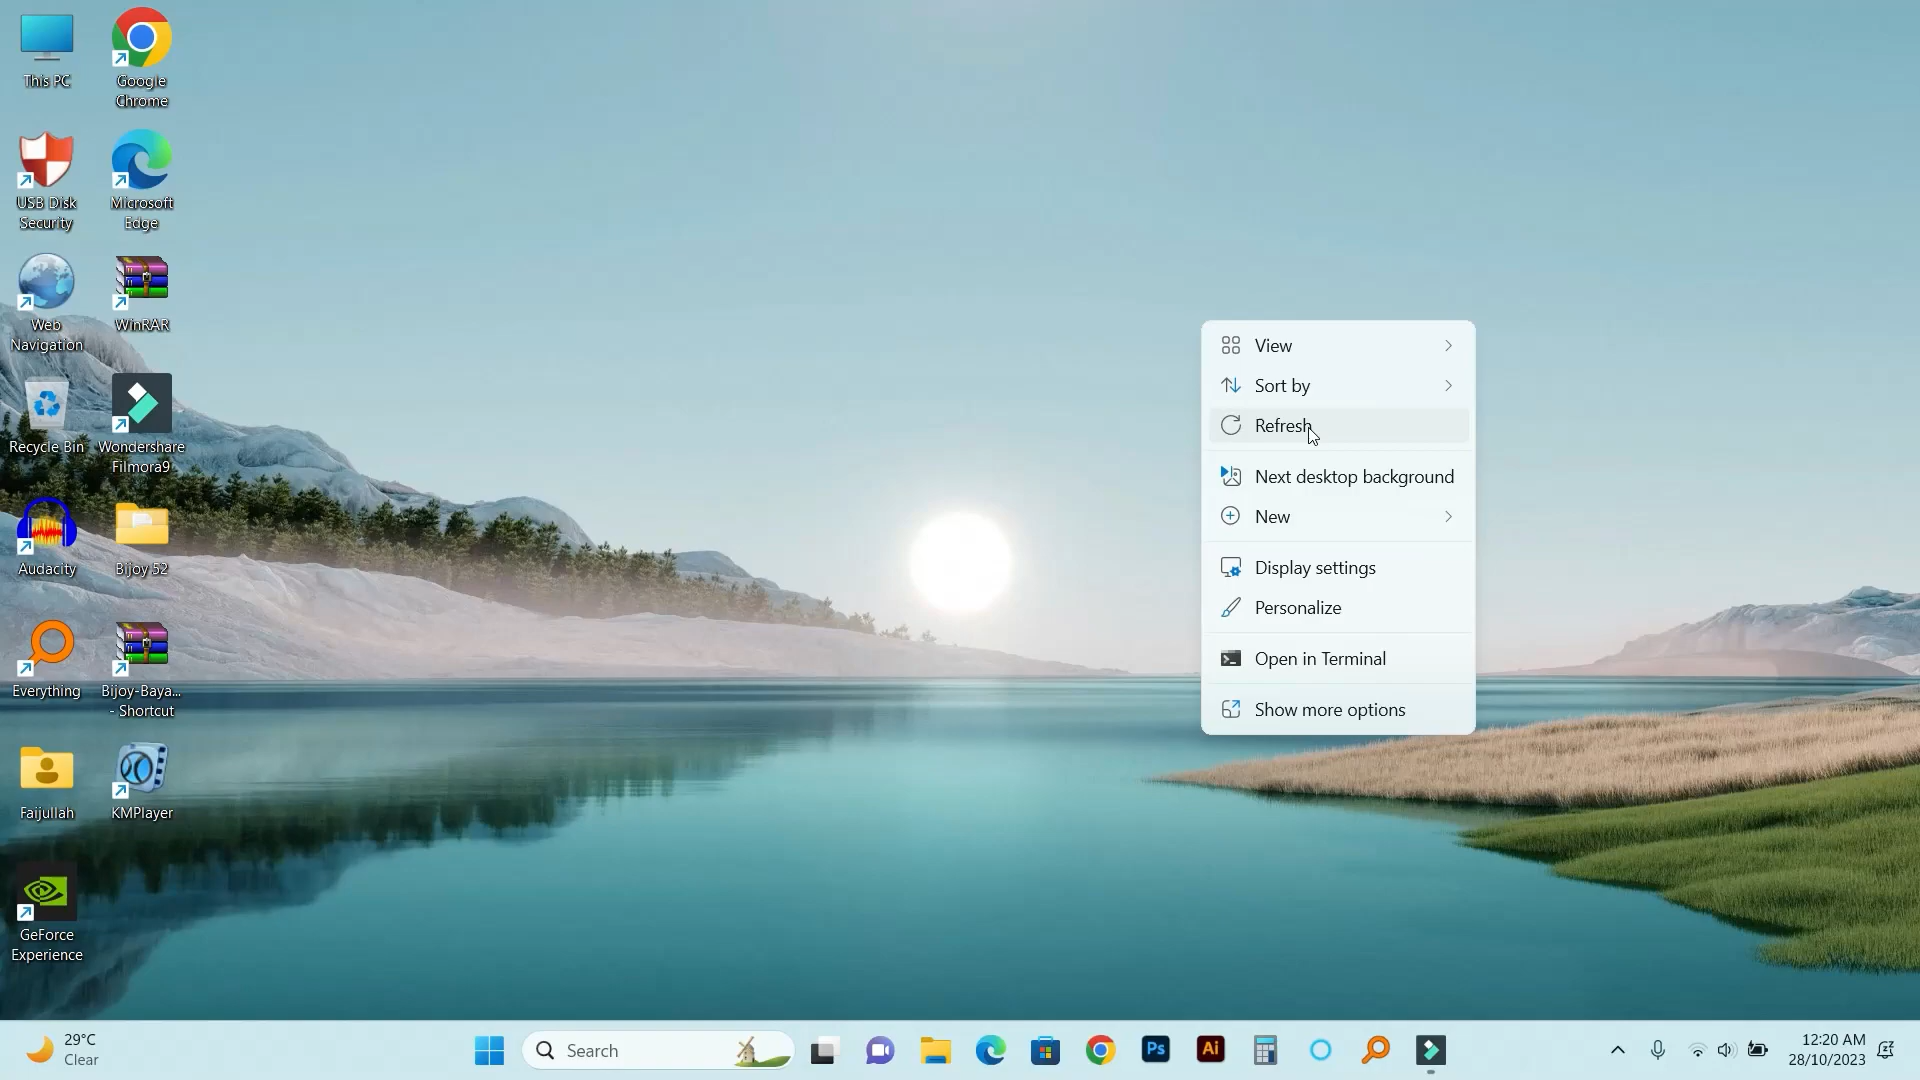 This PC
Google
Chrome
USB Disk
Security
Microsoft
Edge
Web
Navigation
WinRAR
Recycle Bin
Wondershare
Filmora9
Audacity
Bijoy 52
Everything
Bijoy-Baya...
- Shortcut
Faijullah
KMPlayer
GeForce
Experience
View
Sort by
Refresh
Next desktop background
New
Display settings
Personalize
Open in Terminal
Show more options
29°C
Clear
Search
Ps
Ai
12:20 AM
28/10/2023